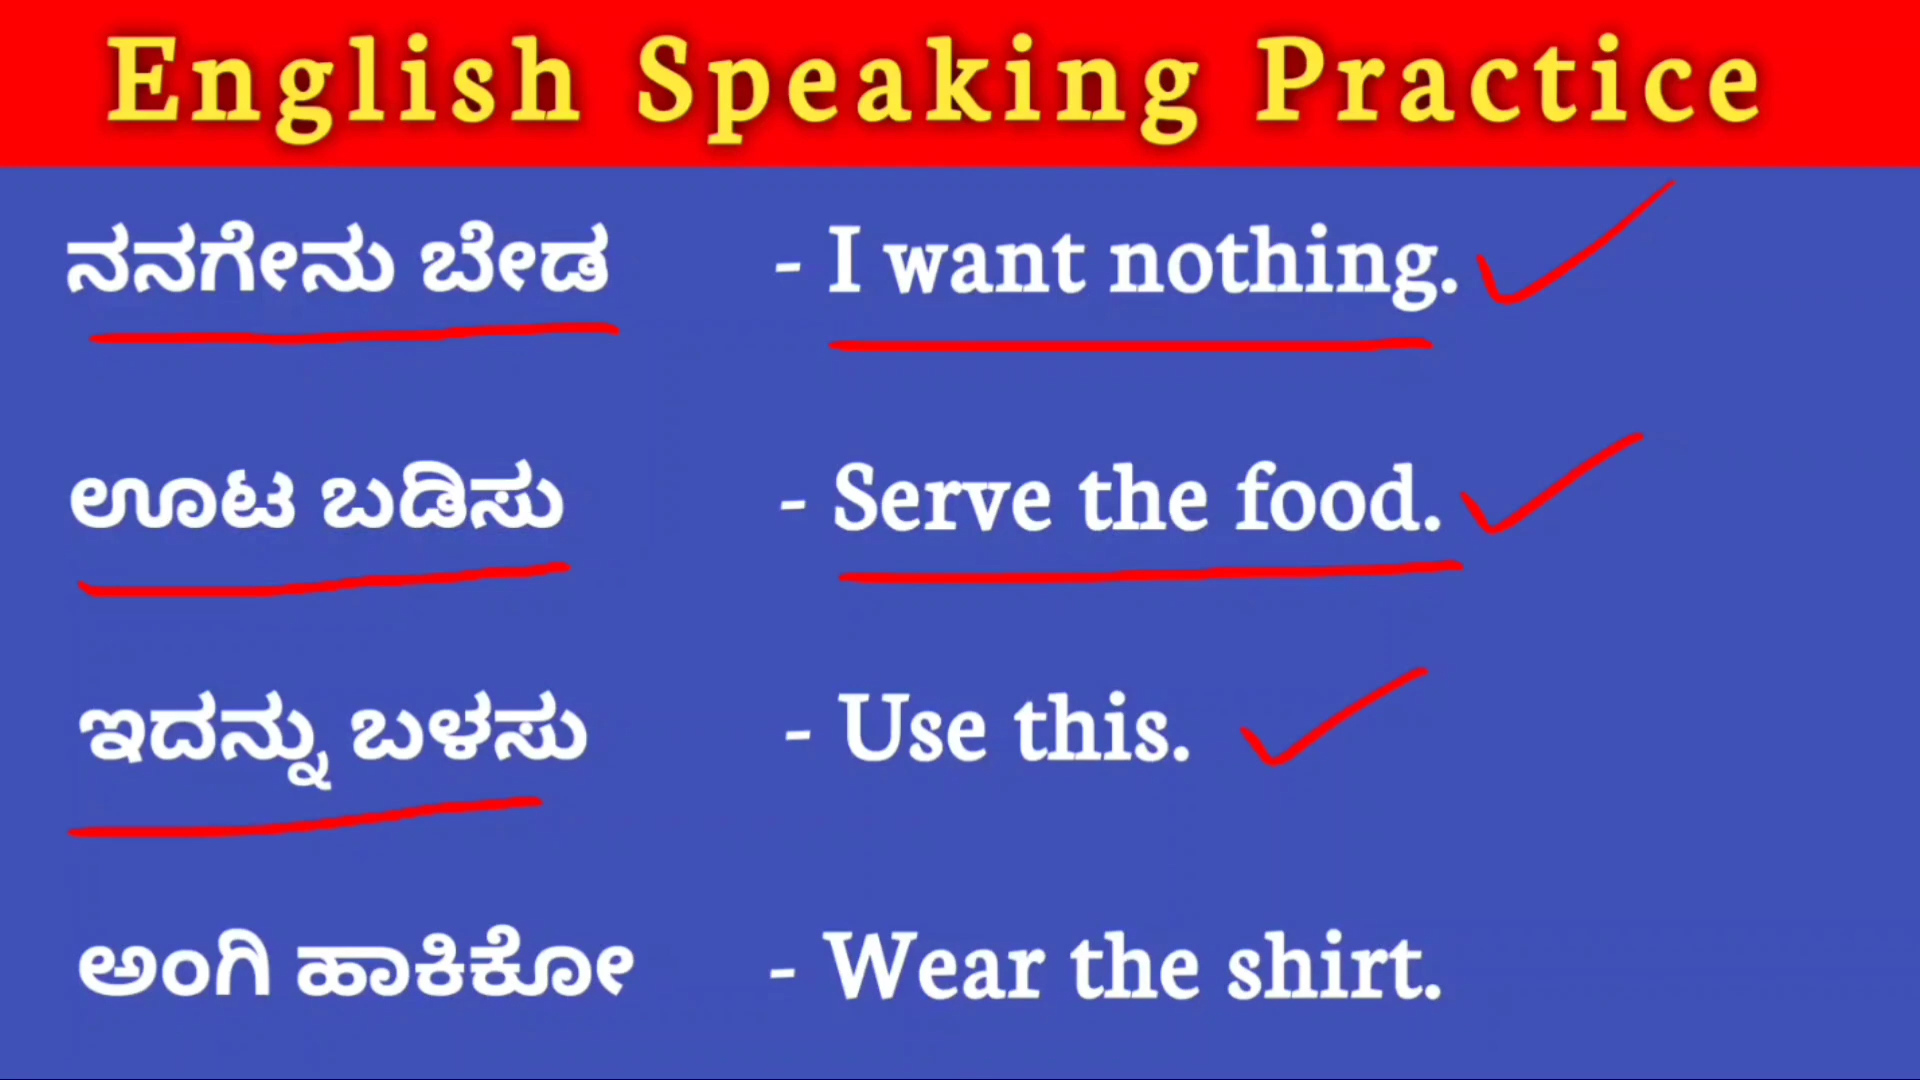 English Speaking Practice
ನನಗೇನು ಬೇಡ - I want nothing.
ಊಟ ಬಡಿಸು - Serve the food.
ಇದನ್ನು ಬಳಸು - Use this.
ಅಂಗಿ ಹಾಕಿಕೋ - Wear the shirt.